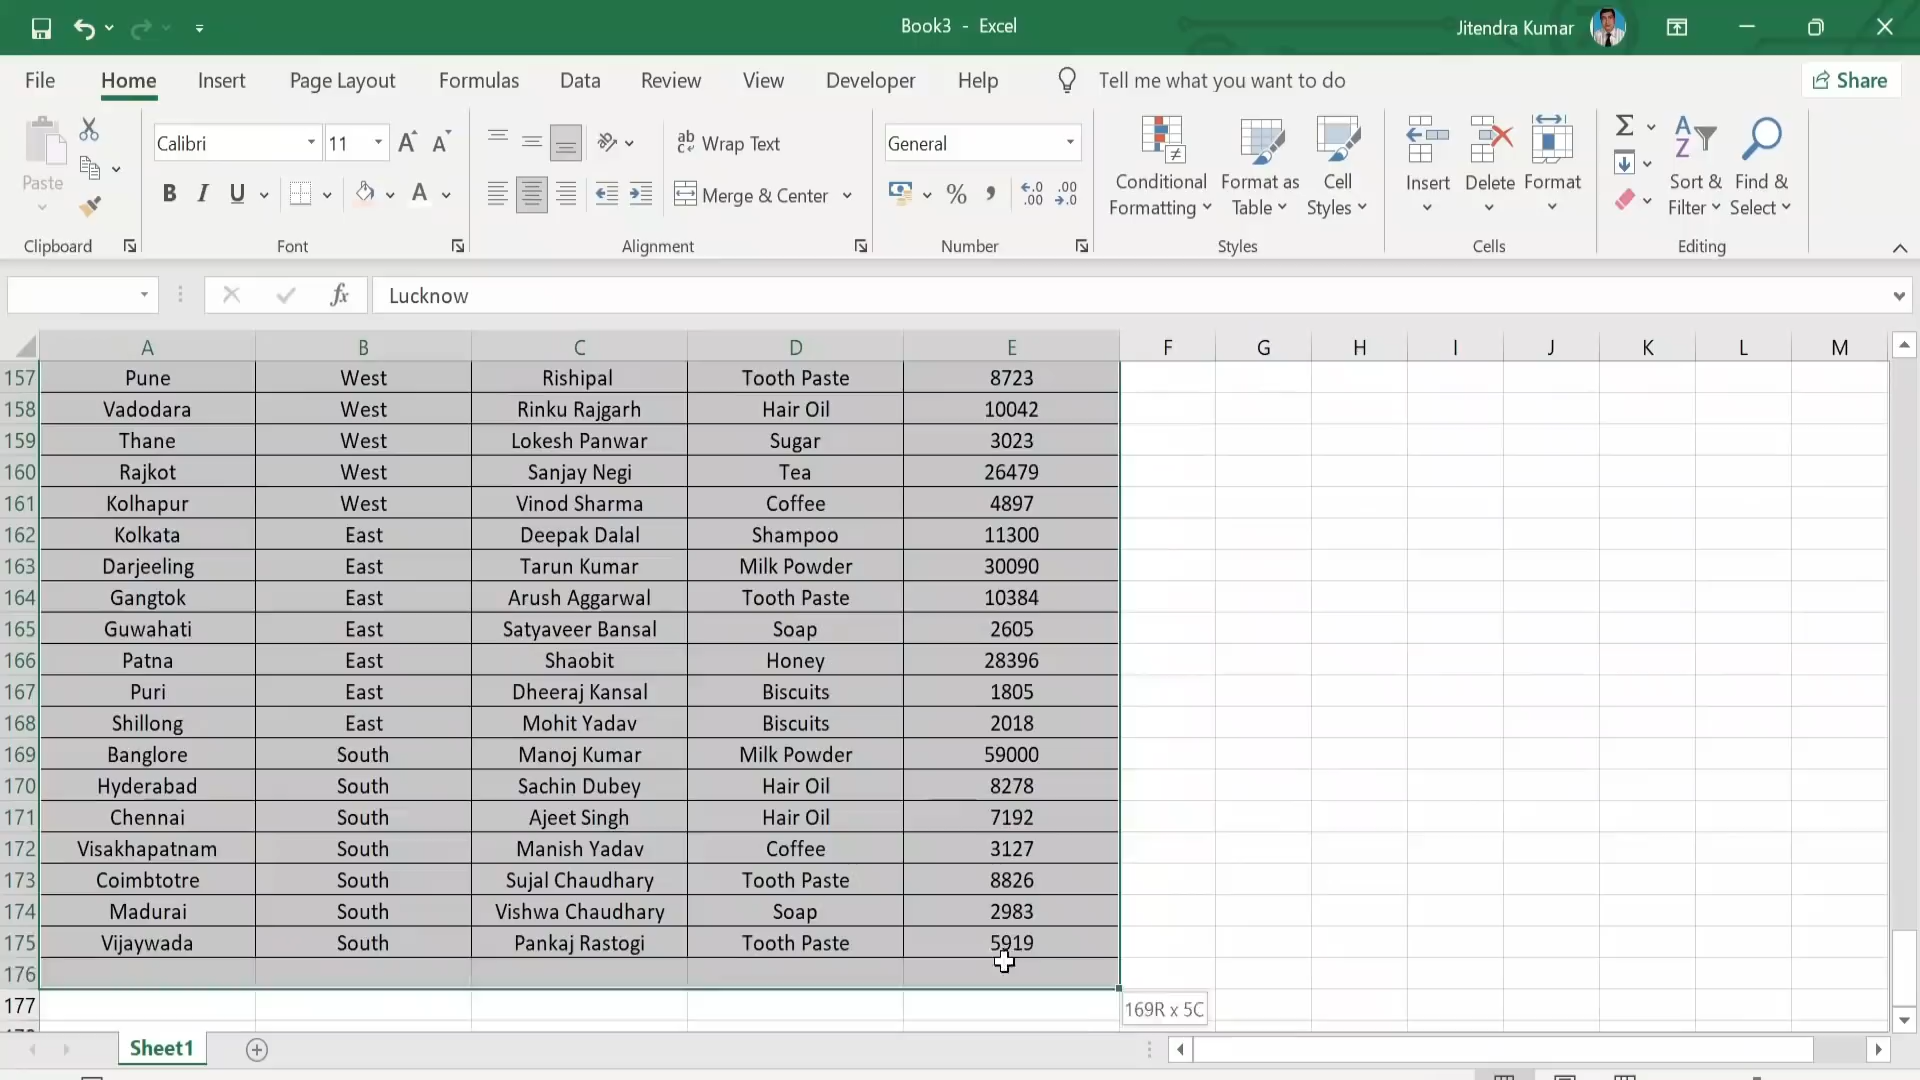 Book3 - Excel
Jitendra Kumar
File Home Insert Page Layout Formulas Data Review View Developer Help Tell me what you want to do Share
Paste
Clipboard
Calibri 11
B I U A
Font
Wrap Text
Merge & Center
Alignment
General
%
Number
Conditional Formatting
Format as Table
Cell Styles
Styles
Insert
Delete
Format
Cells
Sort & Filter
Find & Select
Editing
fx Lucknow
A B C D E F G H I J K L M
157 Pune West Rishipal Tooth Paste 8723
158 Vadodara West Rinku Rajgarh Hair Oil 10042
159 Thane West Lokesh Panwar Sugar 3023
160 Rajkot West Sanjay Negi Tea 26479
161 Kolhapur West Vinod Sharma Coffee 4897
162 Kolkata East Deepak Dalal Shampoo 11300
163 Darjeeling East Tarun Kumar Milk Powder 30090
164 Gangtok East Arush Aggarwal Tooth Paste 10384
165 Guwahati East Satyaveer Bansal Soap 2605
166 Patna East Shaobit Honey 28396
167 Puri East Dheeraj Kansal Biscuits 1805
168 Shillong East Mohit Yadav Biscuits 2018
169 Banglore South Manoj Kumar Milk Powder 59000
170 Hyderabad South Sachin Dubey Hair Oil 8278
171 Chennai South Ajeet Singh Hair Oil 7192
172 Visakhapatnam South Manish Yadav Coffee 3127
173 Coimbtotre South Sujal Chaudhary Tooth Paste 8826
174 Madurai South Vishwa Chaudhary Soap 2983
175 Vijaywada South Pankaj Rastogi Tooth Paste 5919
176
177
169R x 5C
Sheet1